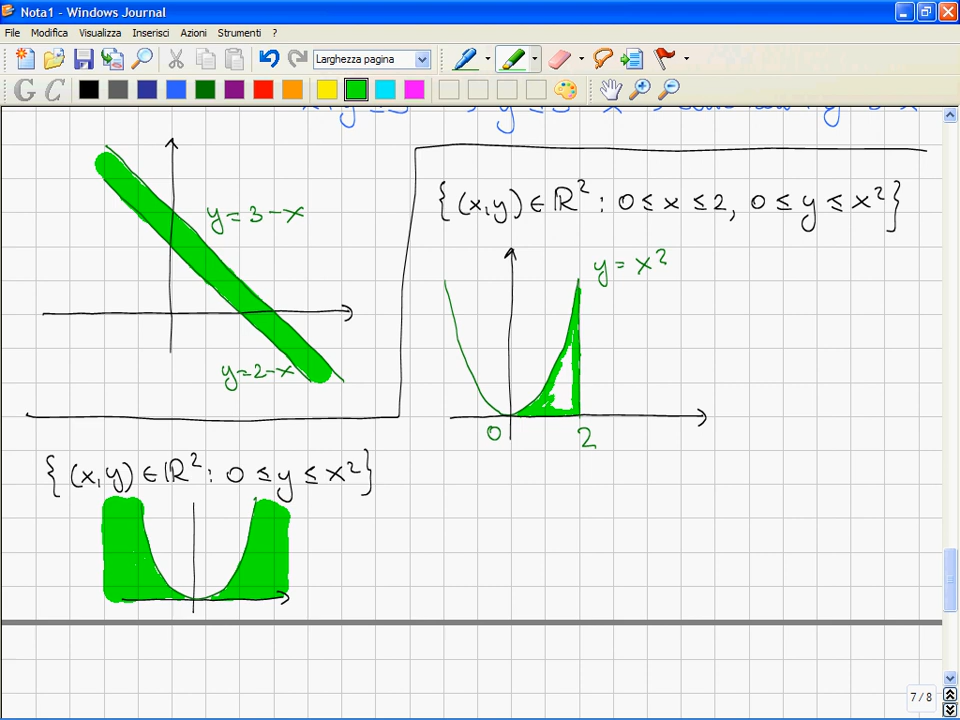 Nota1 - Windows Journal
File Modifica Visualizza Inserisci Azioni Strumenti ?
Larghezza pagina
y = 3 - x
y = 2 - x
{(x,y) ∈ ℝ² : 0 ≤ x ≤ 2, 0 ≤ y ≤ x²}
y = x²
0 2
{(x,y) ∈ ℝ² : 0 ≤ y ≤ x²}
7 / 8